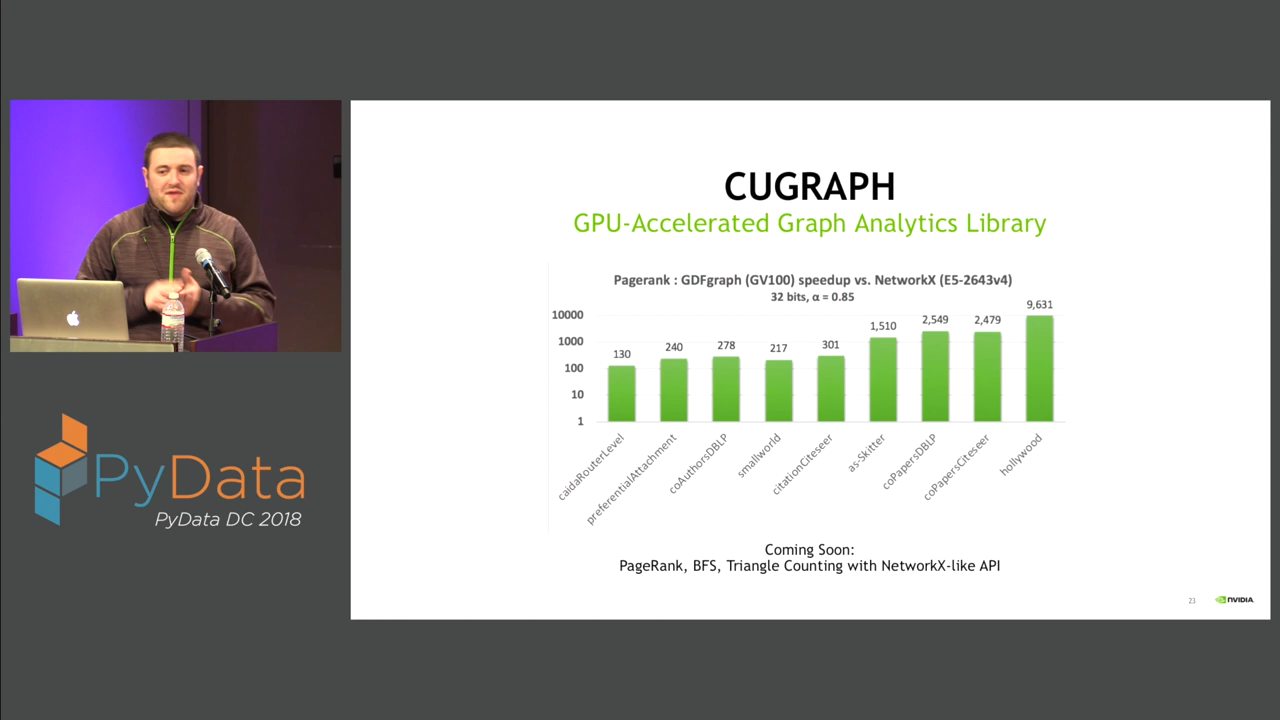 CUGRAPH
GPU-Accelerated Graph Analytics Library
Pagerank : GDFgraph (GV100) speedup vs. NetworkX (E5-2643v4)
32 bits, α = 0.85
10000
1000
100
10
1
130
240
278
217
301
1,510
2,549
2,479
9,631
caidaRouterLevel
preferentialAttachment
coAuthorsDBLP
smallworld
citationCiteseer
as-Skitter
coPapersDBLP
coPapersCiteseer
hollywood
Coming Soon:
PageRank, BFS, Triangle Counting with NetworkX-like API
23
NVIDIA
PyData
PyData DC 2018